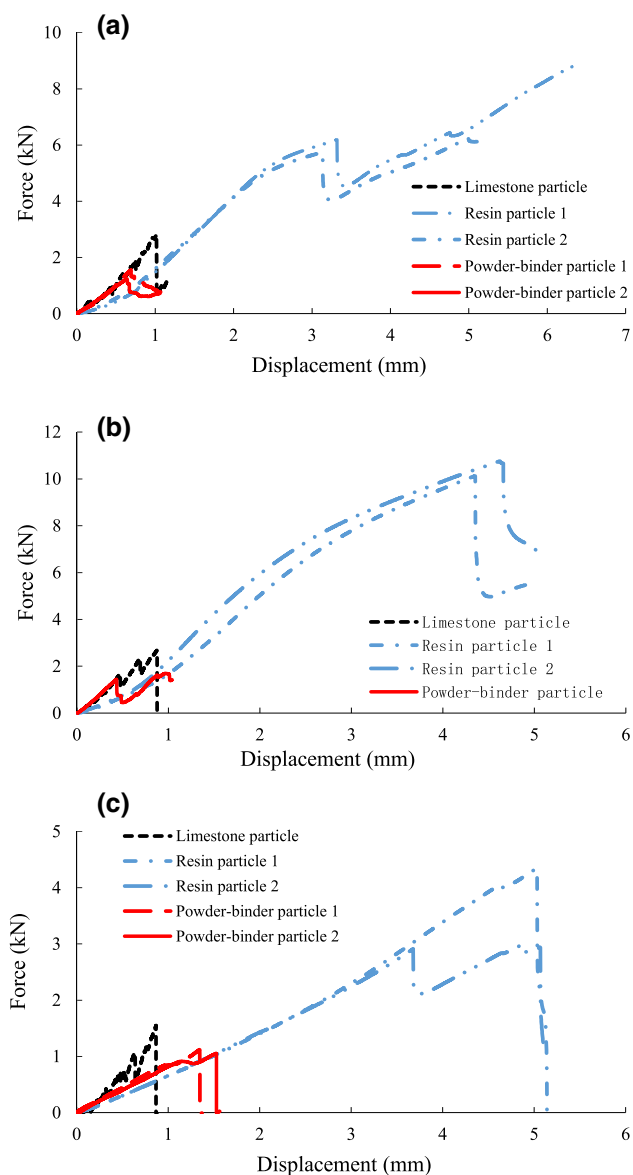 (a)
10
8
6
4
2
0
Force (kN)
Limestone particle
Resin particle 1
Resin particle 2
Powder-binder particle 1
Powder-binder particle 2
0 1 2 3 4 5 6 7
Displacement (mm)
(b)
12
10
8
6
4
2
0
Force (kN)
Limestone particle
Resin particle 1
Resin particle 2
Powder-binder particle
0 1 2 3 4 5 6
Displacement (mm)
(c)
5
4
3
2
1
0
Force (kN)
Limestone particle
Resin particle 1
Resin particle 2
Powder-binder particle 1
Powder-binder particle 2
0 1 2 3 4 5 6
Displacement (mm)